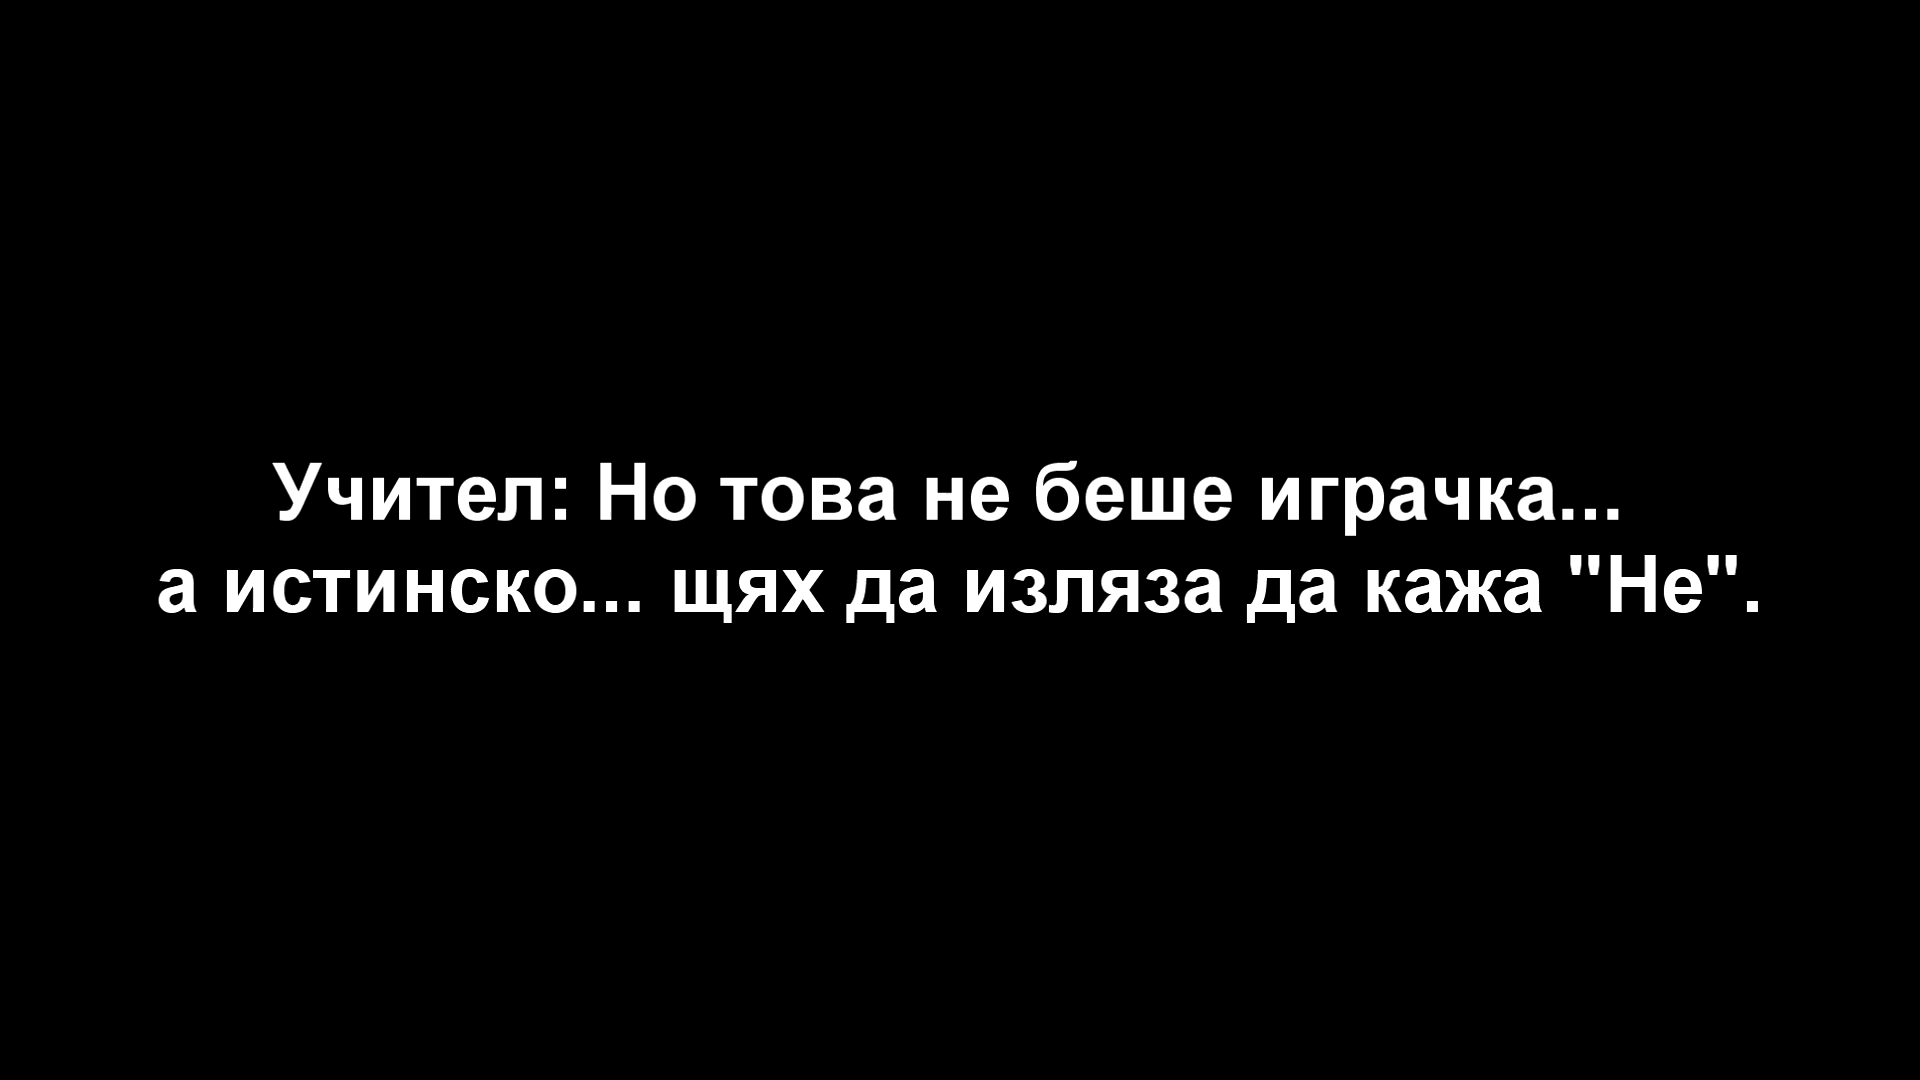 Учител: Но това не беше играчка...
а истинско... щях да изляза да кажа "Не".